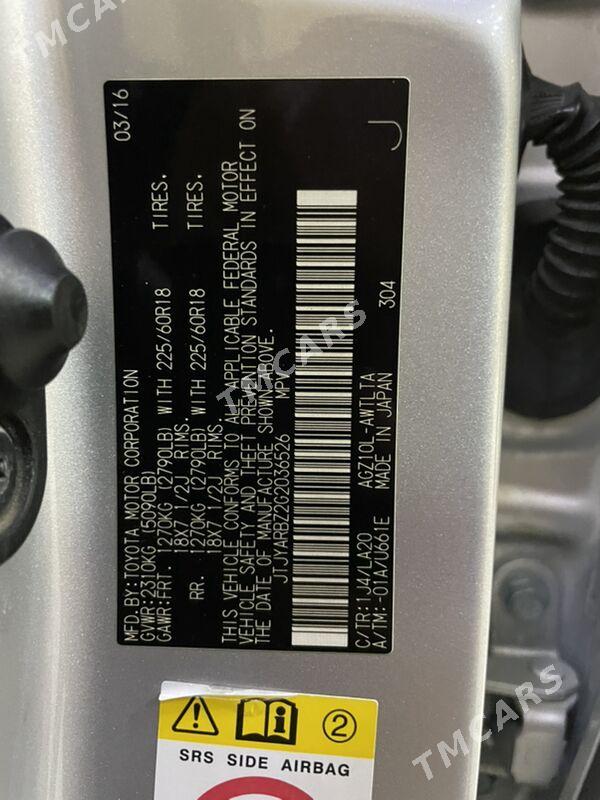 MFD.BY:TOYOTA MOTOR CORPORATION 03/16
GVWR:2310KG (5090LB)
GAWR:FRT. 1270KG (2790LB) WITH 225/60R18 TIRES.
18X7 1/2J RIMS.
RR. 1270KG (2790LB) WITH 225/60R18 TIRES.
18X7 1/2J RIMS.
THIS VEHICLE CONFORMS TO ALL APPLICABLE FEDERAL MOTOR
VEHICLE SAFETY AND THEFT PREVENTION STANDARDS IN EFFECT ON
THE DATE OF MANUFACTURE SHOWN ABOVE.
JTJYARBZ2G2036526 MPV
C/TR:1J4/LA20 AGZ10L-AWTLTA 304
A/TM:-01A/U661E MADE IN JAPAN J
2
SRS SIDE AIRBAG
TMCARS
TMCARS
TMCARS